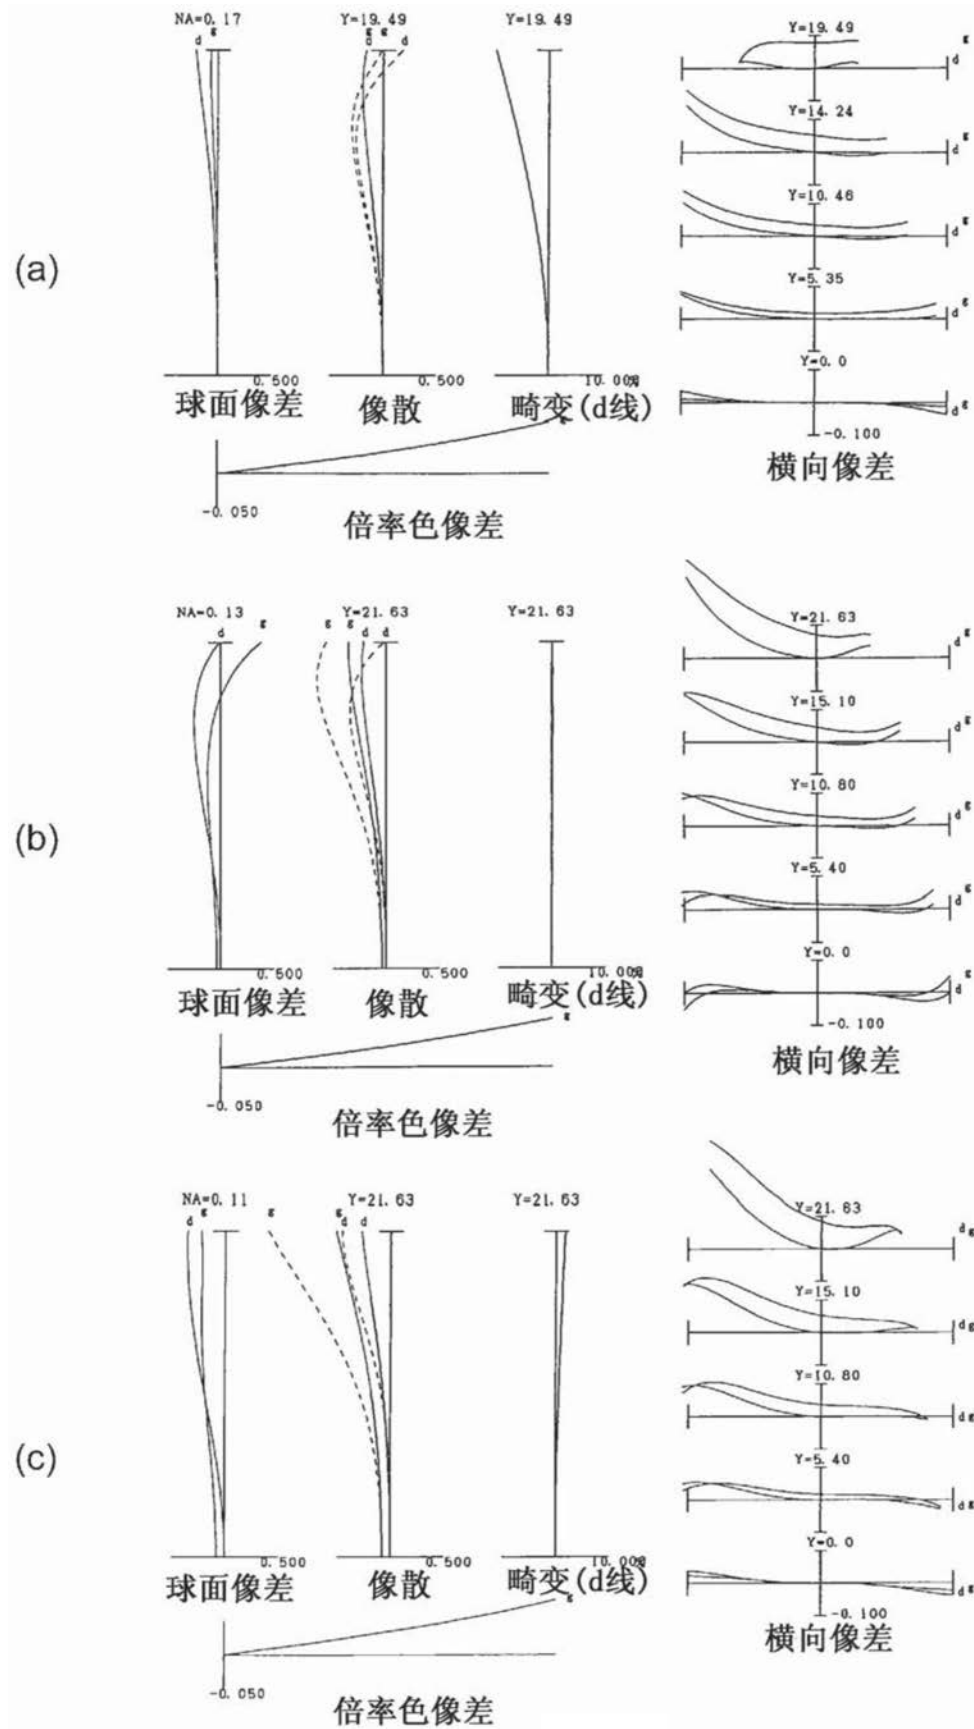 (a)
NA=0.17
d g
Y=19.49
g g
d d
Y=19.49
0.500
球面像差
0.500
像散
10.00%
畸变(d线)
g
-0.050
倍率色像差
Y=19.49
d g
Y=14.24
d g
Y=10.46
d g
Y=5.35
d g
Y=0.0
d g
-0.100
横向像差
(b)
NA=0.13
d g
Y=21.63
g g d d
Y=21.63
0.500
球面像差
0.500
像散
10.00%
畸变(d线)
g
-0.050
倍率色像差
Y=21.63
d g
Y=15.10
d g
Y=10.80
d g
Y=5.40
d g
Y=0.0
d g
-0.100
横向像差
(c)
NA=0.11
d g
Y=21.63
g g d d
Y=21.63
0.500
球面像差
0.500
像散
10.00%
畸变(d线)
g
-0.050
倍率色像差
Y=21.63
d g
Y=15.10
d g
Y=10.80
d g
Y=5.40
d g
Y=0.0
d g
-0.100
横向像差